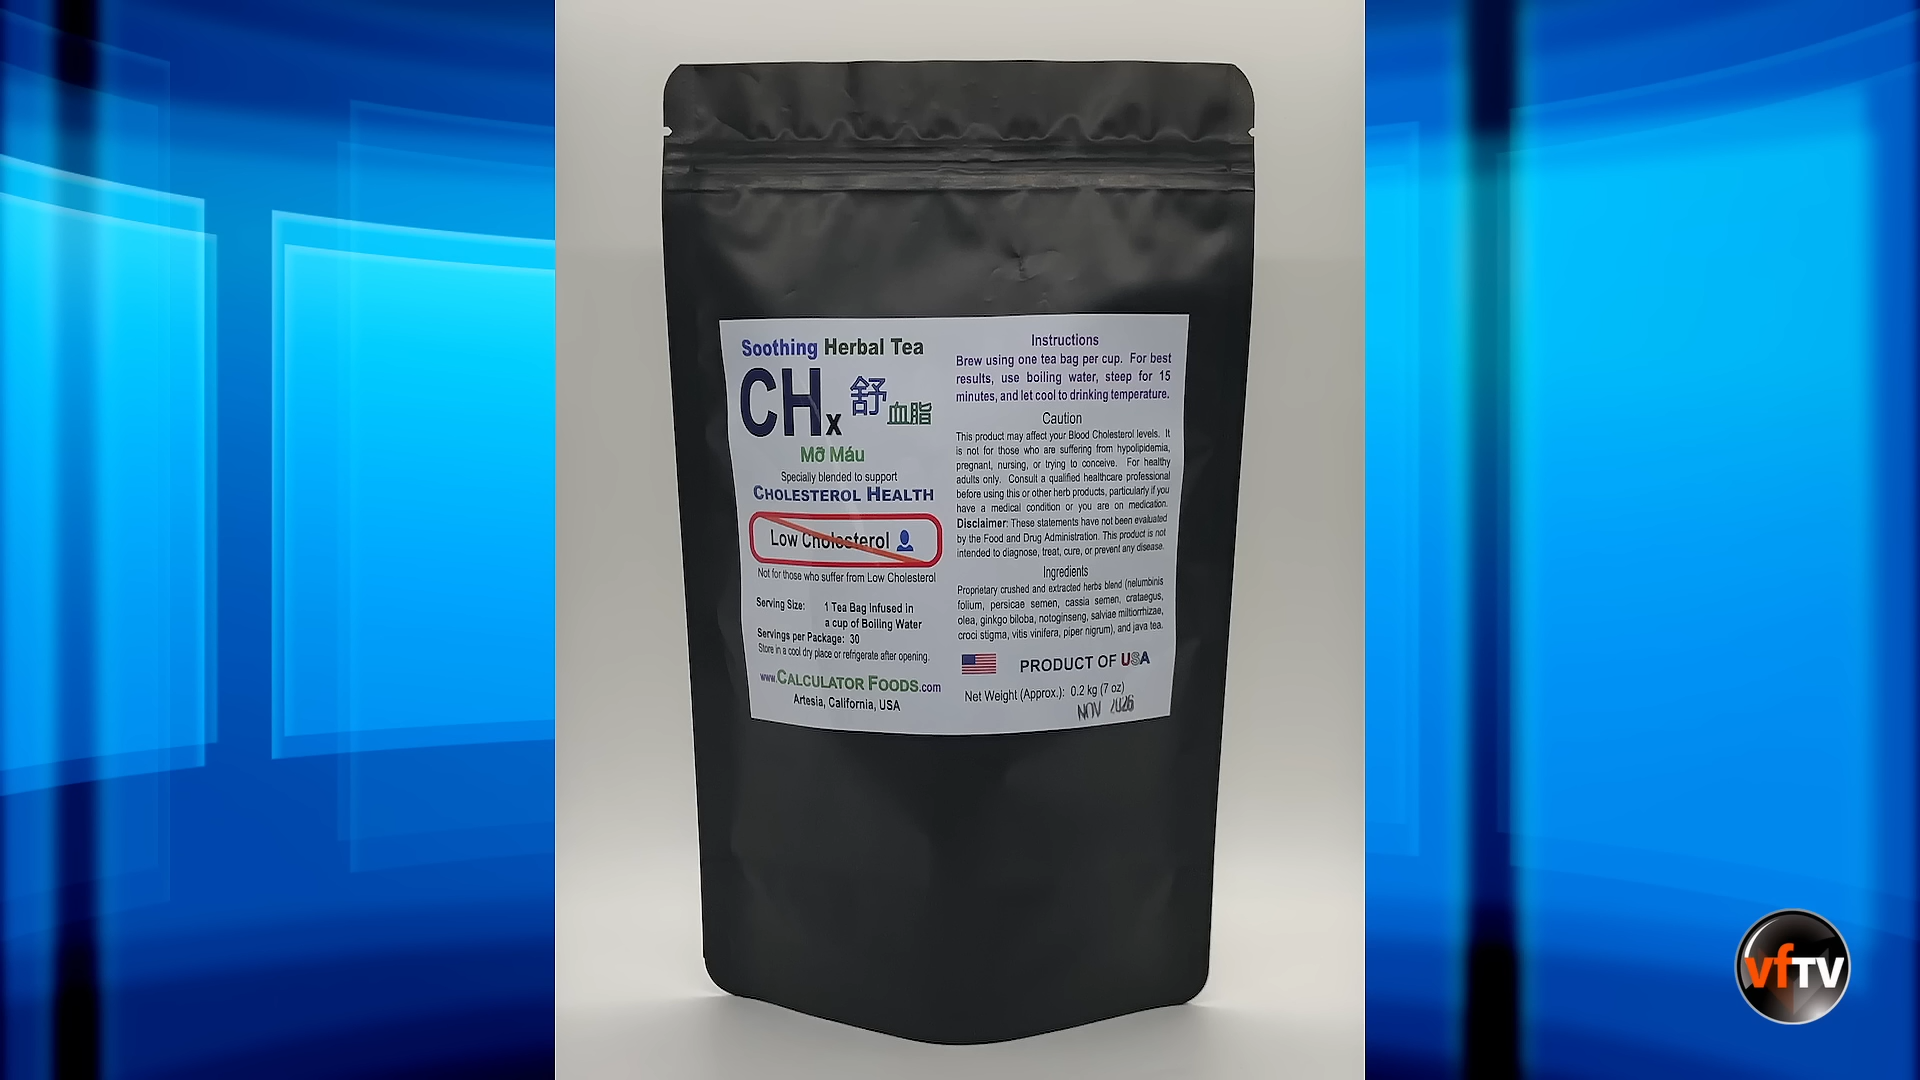 Soothing Herbal Tea
CHx 舒血脂
Mỡ Máu
Specially blended to support
CHOLESTEROL HEALTH
Low Cholesterol
Not for those who suffer from Low Cholesterol
Serving Size: 1 Tea Bag Infused in
a cup of Boiling Water
Servings per Package: 30
Store in a cool dry place or refrigerate after opening.
www.CALCULATOR FOODS.com
Artesia, California, USA
Instructions
Brew using one tea bag per cup. For best
results, use boiling water, steep for 15
minutes, and let cool to drinking temperature.
Caution
This product may affect your Blood Cholesterol levels. It
is not for those who are suffering from hypolipidemia,
pregnant, nursing, or trying to conceive. For healthy
adults only. Consult a qualified healthcare professional
before using this or other herb products, particularly if you
have a medical condition or you are on medication.
Disclaimer: These statements have not been evaluated
by the Food and Drug Administration. This product is not
intended to diagnose, treat, cure, or prevent any disease.
Ingredients
Proprietary crushed and extracted herbs blend (nelumbinis
folium, persicae semen, cassia semen, crataegus,
olea, ginkgo biloba, notoginseng, salviae miltiorrhizae,
croci stigma, vitis vinifera, piper nigrum), and java tea.
PRODUCT OF USA
Net Weight (Approx.): 0.2 kg (7 oz)
NOV 2026
vfTV